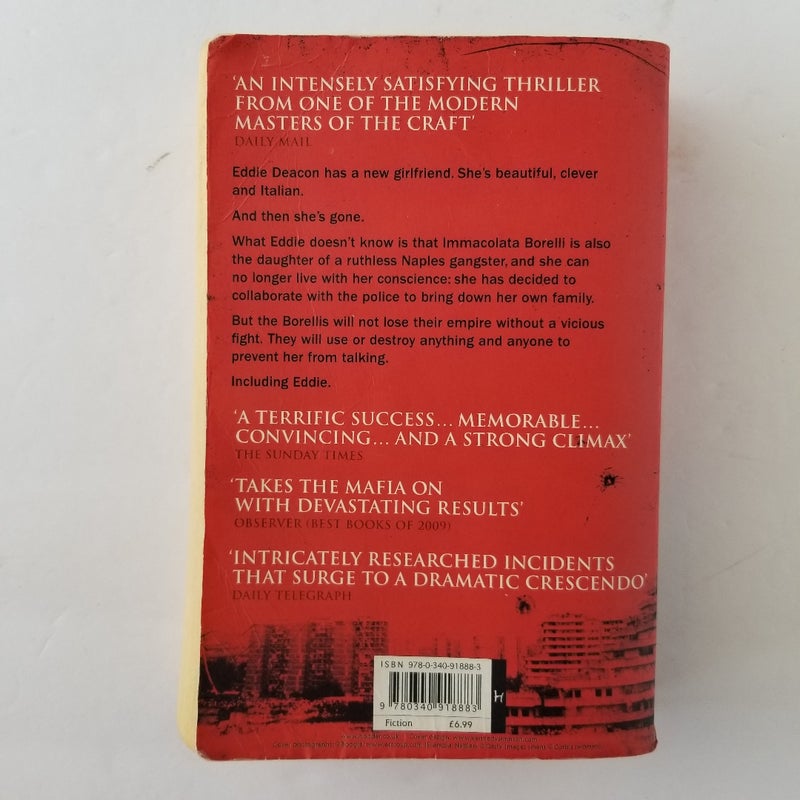 ‘AN INTENSELY SATISFYING THRILLER
FROM ONE OF THE MODERN
MASTERS OF THE CRAFT’
DAILY MAIL
Eddie Deacon has a new girlfriend. She’s beautiful, clever
and Italian.
And then she’s gone.
What Eddie doesn’t know is that Immacolata Borelli is also
the daughter of a ruthless Naples gangster, and she can
no longer live with her conscience: she has decided to
collaborate with the police to bring down her own family.
But the Borellis will not lose their empire without a vicious
fight. They will use or destroy anything and anyone to
prevent her from talking.
Including Eddie.
‘A TERRIFIC SUCCESS... MEMORABLE...
CONVINCING... AND A STRONG CLIMAX’
THE SUNDAY TIMES
‘TAKES THE MAFIA ON
WITH DEVASTATING RESULTS’
OBSERVER (BEST BOOKS OF 2009)
‘INTRICATELY RESEARCHED INCIDENTS
THAT SURGE TO A DRAMATIC CRESCENDO’
DAILY TELEGRAPH
ISBN 978-0-340-91888-3
9 780340 918883
Fiction £6.99